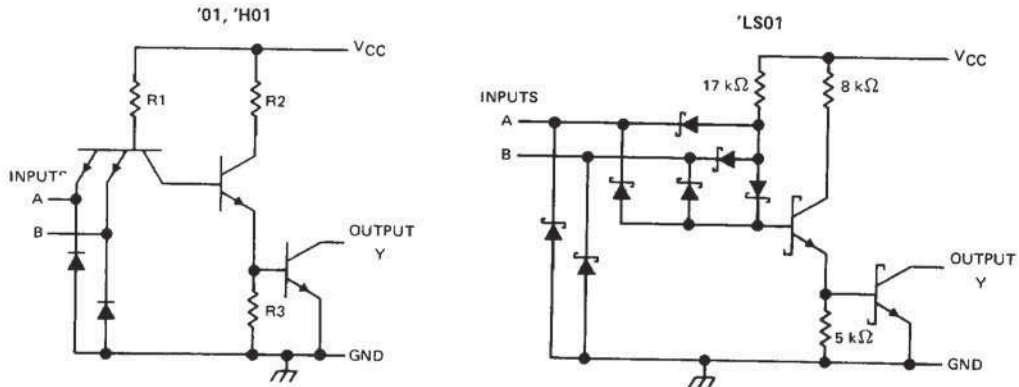 '01, 'H01
VCC
R1
R2
A
B
OUTPUT
Y
R3
GND
'LS01
VCC
17 kΩ
8 kΩ
INPUTS
A
B
OUTPUT
Y
5 kΩ
GND